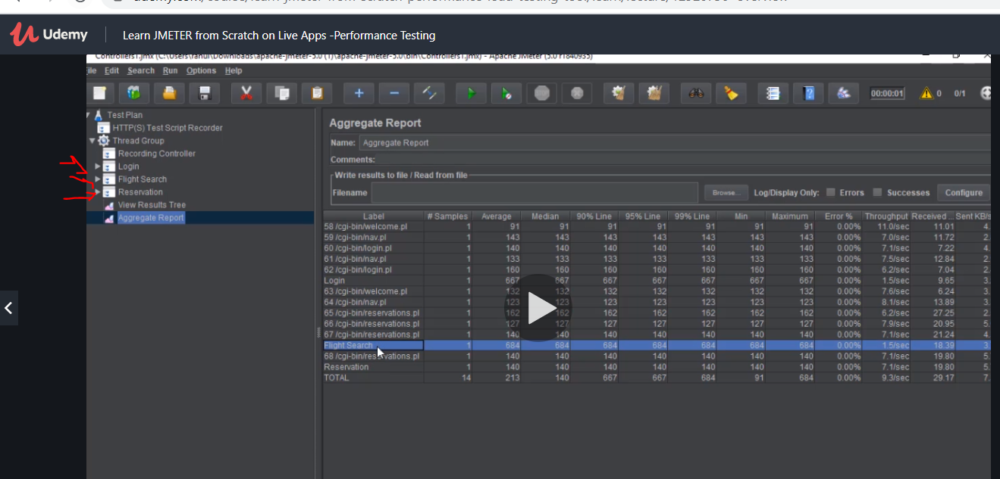 Udemy
Learn JMETER from Scratch on Live Apps -Performance Testing
Controllers1.jmx (C:\Users\rahul\Downloads\apache-jmeter-5.0 (1)\apache-jmeter-5.0\bin\Controllers1.jmx) - Apache JMeter (5.0 r1840935)
ile Edit Search Run Options Help
00:00:01 0 0/1
Test Plan
HTTP(S) Test Script Recorder
Thread Group
Recording Controller
Login
Flight Search
Reservation
View Results Tree
Aggregate Report
Aggregate Report
Name: Aggregate Report
Comments:
Write results to file / Read from file
Filename Browse... Log/Display Only: Errors Successes Configure
Label # Samples Average Median 90% Line 95% Line 99% Line Min Maximum Error % Throughput Received ... Sent KB/s
58 /cgi-bin/welcome.pl 1 91 91 91 91 91 91 91 0.00% 11.0/sec 11.01 4.
59 /cgi-bin/nav.pl 1 143 143 143 143 143 143 143 0.00% 7.0/sec 11.72 2.
60 /cgi-bin/login.pl 1 140 140 140 140 140 140 140 0.00% 7.1/sec 7.22 4.
61 /cgi-bin/nav.pl 1 133 133 133 133 133 133 133 0.00% 7.5/sec 12.84 2.
62 /cgi-bin/login.pl 1 160 160 160 160 160 160 160 0.00% 6.2/sec 7.04 2.
Login 1 667 667 667 667 667 667 667 0.00% 1.5/sec 9.65 3.
63 /cgi-bin/welcome.pl 1 132 132 132 132 132 132 132 0.00% 7.6/sec 6.24 3.
64 /cgi-bin/nav.pl 1 123 123 123 123 123 123 123 0.00% 8.1/sec 13.89 3.
65 /cgi-bin/reservations.pl 1 162 162 162 162 162 162 162 0.00% 6.2/sec 27.25 2.
66 /cgi-bin/reservations.pl 1 127 127 127 127 127 127 127 0.00% 7.9/sec 20.95 5.
67 /cgi-bin/reservations.pl 1 140 140 140 140 140 140 140 0.00% 7.1/sec 21.24 4.
Flight Search 1 684 684 684 684 684 684 684 0.00% 1.5/sec 18.39 3.
68 /cgi-bin/reservations.pl 1 140 140 140 140 140 140 140 0.00% 7.1/sec 19.80 5.
Reservation 1 140 140 140 140 140 140 140 0.00% 7.1/sec 19.80 5.
TOTAL 14 213 140 667 667 684 91 684 0.00% 9.3/sec 29.17 7.